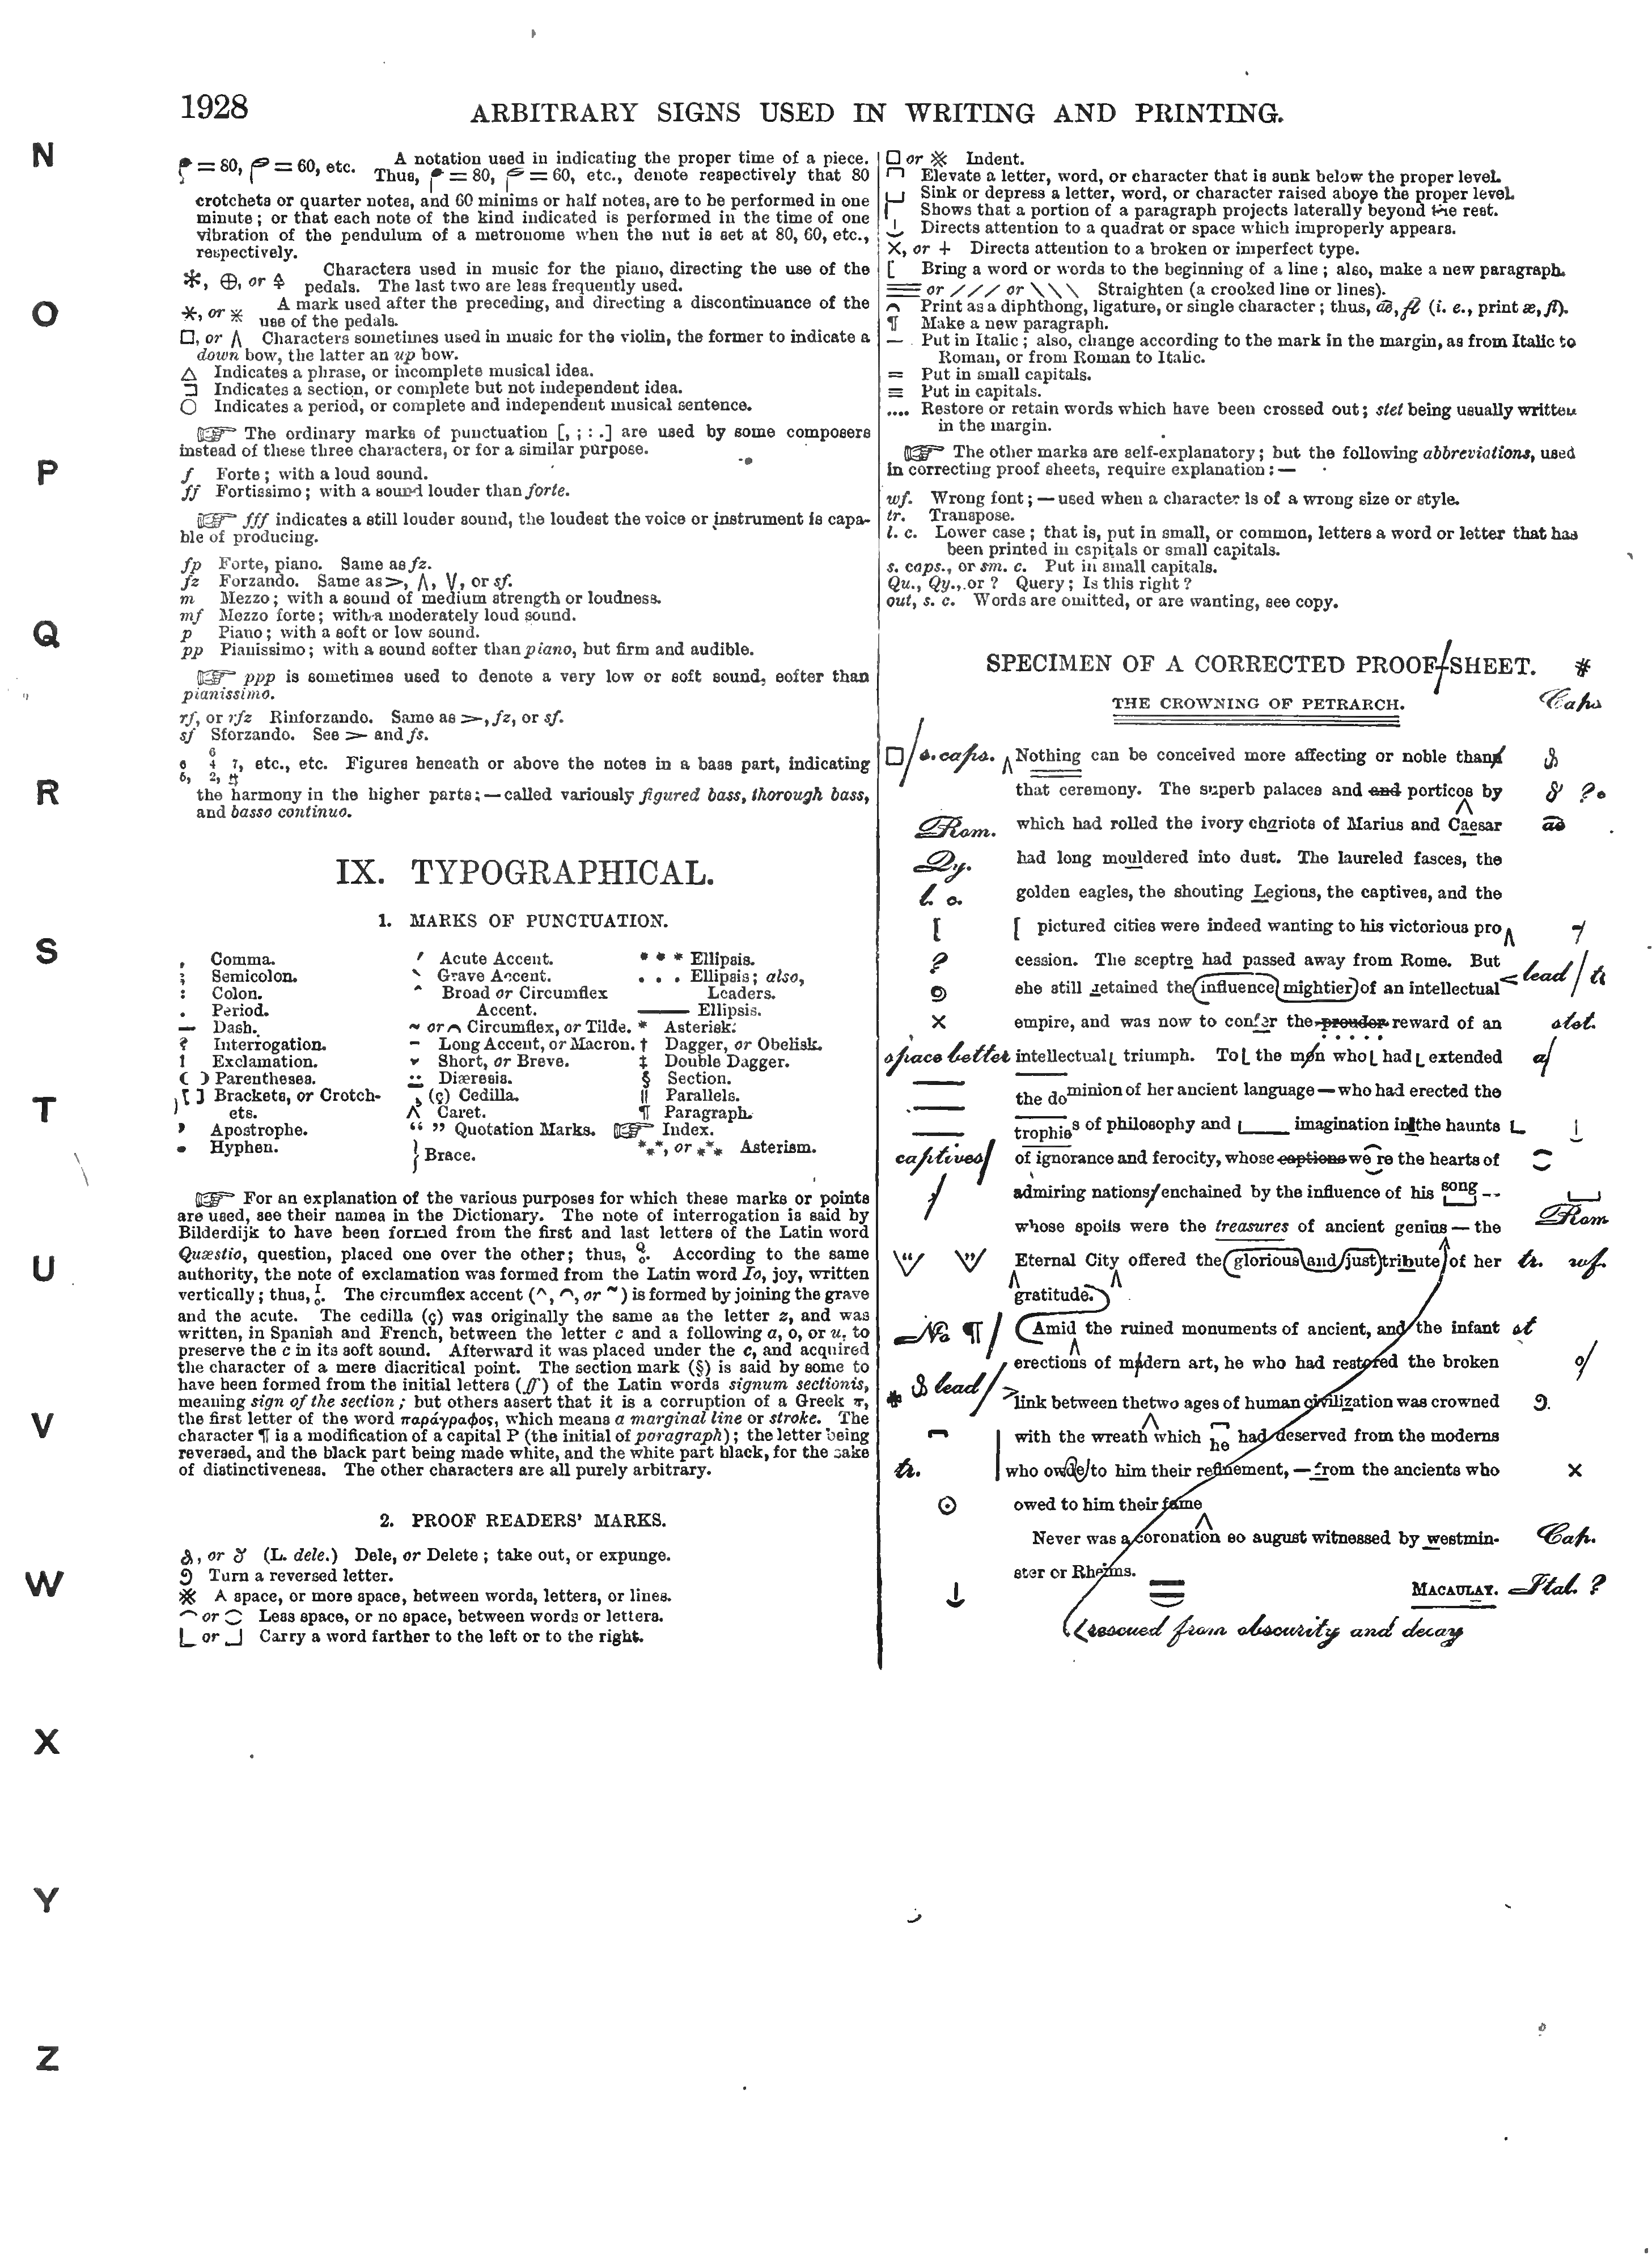 1928 ARBITRARY SIGNS USED IN WRITING AND PRINTING.
N
O
P
Q
R
S
T
U
V
W
X
Y
Z
= 80, = 60, etc. A notation used in indicating the proper time of a piece.
Thus, = 80, = 60, etc., denote respectively that 80
crotchets or quarter notes, and 60 minims or half notes, are to be performed in one
minute; or that each note of the kind indicated is performed in the time of one
vibration of the pendulum of a metronome when the nut is set at 80, 60, etc.,
respectively.
*, ⊕, or Characters used in music for the piano, directing the use of the
pedals. The last two are less frequently used.
*, or ※ A mark used after the preceding, and directing a discontinuance of the
use of the pedals.
□, or ⋀ Characters sometimes used in music for the violin, the former to indicate a
down bow, the latter an up bow.
△ Indicates a phrase, or incomplete musical idea.
⊐ Indicates a section, or complete but not independent idea.
○ Indicates a period, or complete and independent musical sentence.
☞ The ordinary marks of punctuation [, ; : .] are used by some composers
instead of these three characters, or for a similar purpose.
f Forte; with a loud sound.
ff Fortissimo; with a sound louder than forte.
☞ fff indicates a still louder sound, the loudest the voice or instrument is capa-
ble of producing.
fp Forte, piano. Same as fz.
fz Forzando. Same as >, ⋀, ⋁, or sf.
m Mezzo; with a sound of medium strength or loudness.
mf Mezzo forte; with a moderately loud sound.
p Piano; with a soft or low sound.
pp Pianissimo; with a sound softer than piano, but firm and audible.
☞ ppp is sometimes used to denote a very low or soft sound, softer than
pianissimo.
rf, or rfz Rinforzando. Same as >, fz, or sf.
sf Sforzando. See > and fs.
6
6 4 7, etc., etc. Figures beneath or above the notes in a bass part, indicating
5, 2, #
the harmony in the higher parts; — called variously figured bass, thorough bass,
and basso continuo.
IX. TYPOGRAPHICAL.
1. MARKS OF PUNCTUATION.
, Comma.
; Semicolon.
: Colon.
. Period.
— Dash.
? Interrogation.
! Exclamation.
( ) Parentheses.
[ ] Brackets, or Crotch-
ets.
’ Apostrophe.
- Hyphen.
´ Acute Accent.
` Grave Accent.
^ Broad or Circumflex
Accent.
~ or ⌢ Circumflex, or Tilde.
¯ Long Accent, or Macron.
˘ Short, or Breve.
¨ Diæresis.
¸ (ç) Cedilla.
∧ Caret.
“ ” Quotation Marks.
} Brace.
* * * Ellipsis.
. . . Ellipsis; also,
Leaders.
—— Ellipsis.
* Asterisk.
† Dagger, or Obelisk.
‡ Double Dagger.
§ Section.
∥ Parallels.
¶ Paragraph.
☞ Index.
*⁎*, or ⁂ Asterism.
☞ For an explanation of the various purposes for which these marks or points
are used, see their names in the Dictionary. The note of interrogation is said by
Bilderdijk to have been formed from the first and last letters of the Latin word
Quæstio, question, placed one over the other; thus, Q o. According to the same
authority, the note of exclamation was formed from the Latin word Io, joy, written
vertically; thus, I o. The circumflex accent (^, ⌢, or ~) is formed by joining the grave
and the acute. The cedilla (ç) was originally the same as the letter z, and was
written, in Spanish and French, between the letter c and a following a, o, or u, to
preserve the c in its soft sound. Afterward it was placed under the c, and acquired
the character of a mere diacritical point. The section mark (§) is said by some to
have been formed from the initial letters (ſſ) of the Latin words signum sectionis,
meaning sign of the section; but others assert that it is a corruption of a Greek π,
the first letter of the word παράγραφος, which means a marginal line or stroke. The
character ¶ is a modification of a capital P (the initial of paragraph); the letter being
reversed, and the black part being made white, and the white part black, for the sake
of distinctiveness. The other characters are all purely arbitrary.
2. PROOF READERS' MARKS.
, or (L. dele.) Dele, or Delete; take out, or expunge.
Turn a reversed letter.
※ A space, or more space, between words, letters, or lines.
⌢ or Less space, or no space, between words or letters.
⌊ or ⌋ Carry a word farther to the left or to the right.
□ or ※ Indent.
⊓ Elevate a letter, word, or character that is sunk below the proper level.
⊔ Sink or depress a letter, word, or character raised above the proper level.
Shows that a portion of a paragraph projects laterally beyond the rest.
Directs attention to a quadrat or space which improperly appears.
×, or + Directs attention to a broken or imperfect type.
[ Bring a word or words to the beginning of a line; also, make a new paragraph.
or / / / or \ \ \ Straighten (a crooked line or lines).
⌢ Print as a diphthong, ligature, or single character; thus, ae, fl (i. e., print æ, fl).
¶ Make a new paragraph.
— Put in Italic; also, change according to the mark in the margin, as from Italic to
Roman, or from Roman to Italic.
= Put in small capitals.
≡ Put in capitals.
.... Restore or retain words which have been crossed out; stet being usually written
in the margin.
☞ The other marks are self-explanatory; but the following abbreviations, used
in correcting proof sheets, require explanation: —
wf. Wrong font; — used when a character is of a wrong size or style.
tr. Transpose.
l. c. Lower case; that is, put in small, or common, letters a word or letter that has
been printed in capitals or small capitals.
s. caps., or sm. c. Put in small capitals.
Qu., Qy., or ? Query; Is this right?
out, s. c. Words are omitted, or are wanting, see copy.
SPECIMEN OF A CORRECTED PROOF/SHEET. #
THE CROWNING OF PETRARCH. Caps
□/ s. caps. ∧ Nothing can be conceived more affecting or noble than
that ceremony. The superb palaces and and porticos by ?
Rom. which had rolled the ivory chariots of Marius and Caesar ae
Qy. had long mouldered into dust. The laureled fasces, the
l. c. golden eagles, the shouting Legions, the captives, and the
[ [ pictured cities were indeed wanting to his victorious pro∧ -/
? cession. The sceptre had passed away from Rome. But
she still retained the influence mightier of an intellectual < lead / tr
× empire, and was now to confer the prouder reward of an stet.
space better intellectual⌊ triumph. To⌊ the mon who⌊ had⌊ extended a/
the dominion of her ancient language — who had erected the
trophies of philosophy and ⌊ imagination in the haunts ⌊
captives/ of ignorance and ferocity, whose captions we re the hearts of
, / admiring nations/ enchained by the influence of his song --
whose spoils were the treasures of ancient genius — the Rom
“ ” Eternal City offered the glorious and just tribute of her tr. wf.
gratitude.
No ¶/ Amid the ruined monuments of ancient, and the infant st
erections of mddern art, he who had restored the broken o/
* lead/ > link between thetwo ages of human civilization was crowned
with the wreath which he had deserved from the moderns
tr. who owde to him their refinement, — from the ancients who ×
⊙ owed to him their fame
Never was a coronation so august witnessed by westmin- Cap.
ster or Rheims.
MACAULAY. Ital. ?
rescued from obscurity and decay